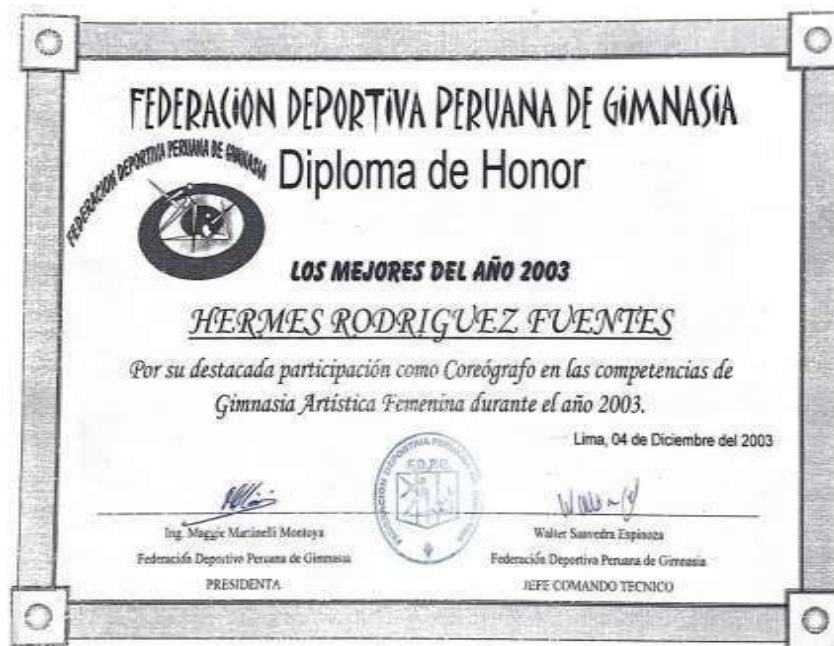 FEDERACION DEPORTIVA PERUANA DE GIMNASIA
FEDERACION DEPORTIVA PERUANA DE GIMNASIA
Diploma de Honor
LOS MEJORES DEL AÑO 2003
HERMES RODRIGUEZ FUENTES
Por su destacada participación como Coreógrafo en las competencias de
Gimnasia Artística Femenina durante el año 2003.
Lima, 04 de Diciembre del 2003
F.D.P.G.
Ing. Maggie Martinelli Montoya
Federación Deportivo Peruana de Gimnasia
PRESIDENTA
Walter Saavedra Espinoza
Federación Deportivo Peruana de Gimnasia
JEFE COMANDO TECNICO